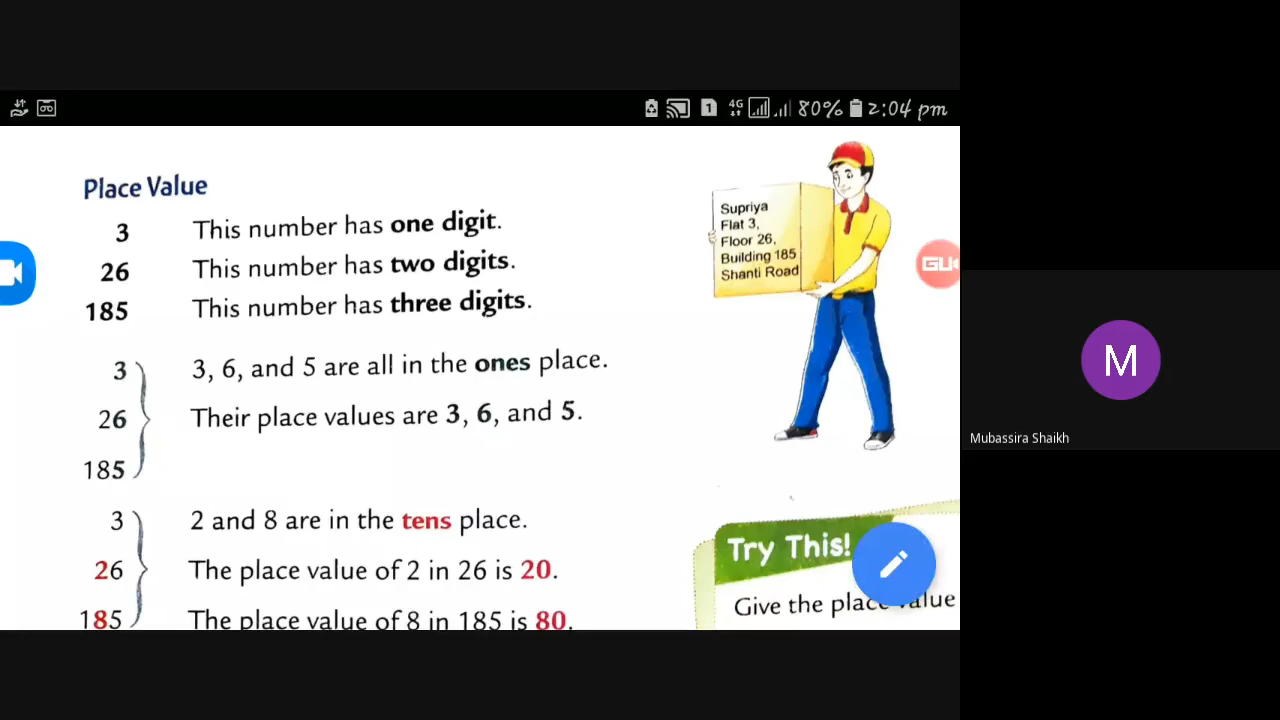 4G 1 80% 2:04 pm
Place Value
3 This number has one digit.
26 This number has two digits.
185 This number has three digits.
3 3, 6, and 5 are all in the ones place.
26 Their place values are 3, 6, and 5.
185
3 2 and 8 are in the tens place.
26 The place value of 2 in 26 is 20.
185 The place value of 8 in 185 is 80.
Supriya
Flat 3,
Floor 26,
Building 185
Shanti Road
Try This!
Give the place value
M
Mubassira Shaikh